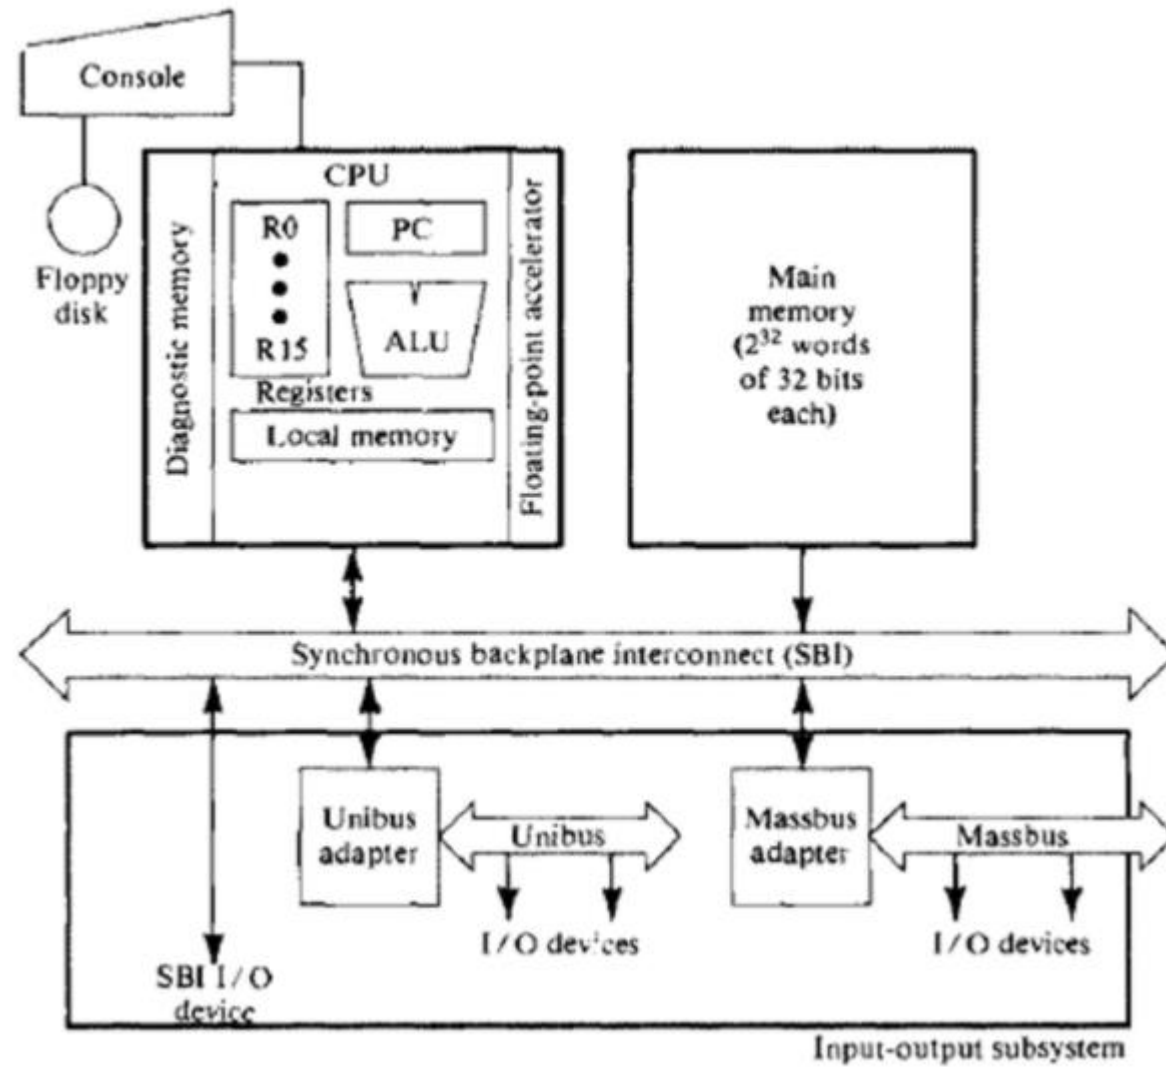 Console
Floppy
disk
Diagnostic memory
CPU
R0
R15
Registers
PC
ALU
Local memory
Floating-point accelerator
Main
memory
(2³² words
of 32 bits
each)
Synchronous backplane interconnect (SBI)
Unibus
adapter
Unibus
I/O devices
Massbus
adapter
Massbus
I/O devices
SBI I/O
device
Input-output subsystem